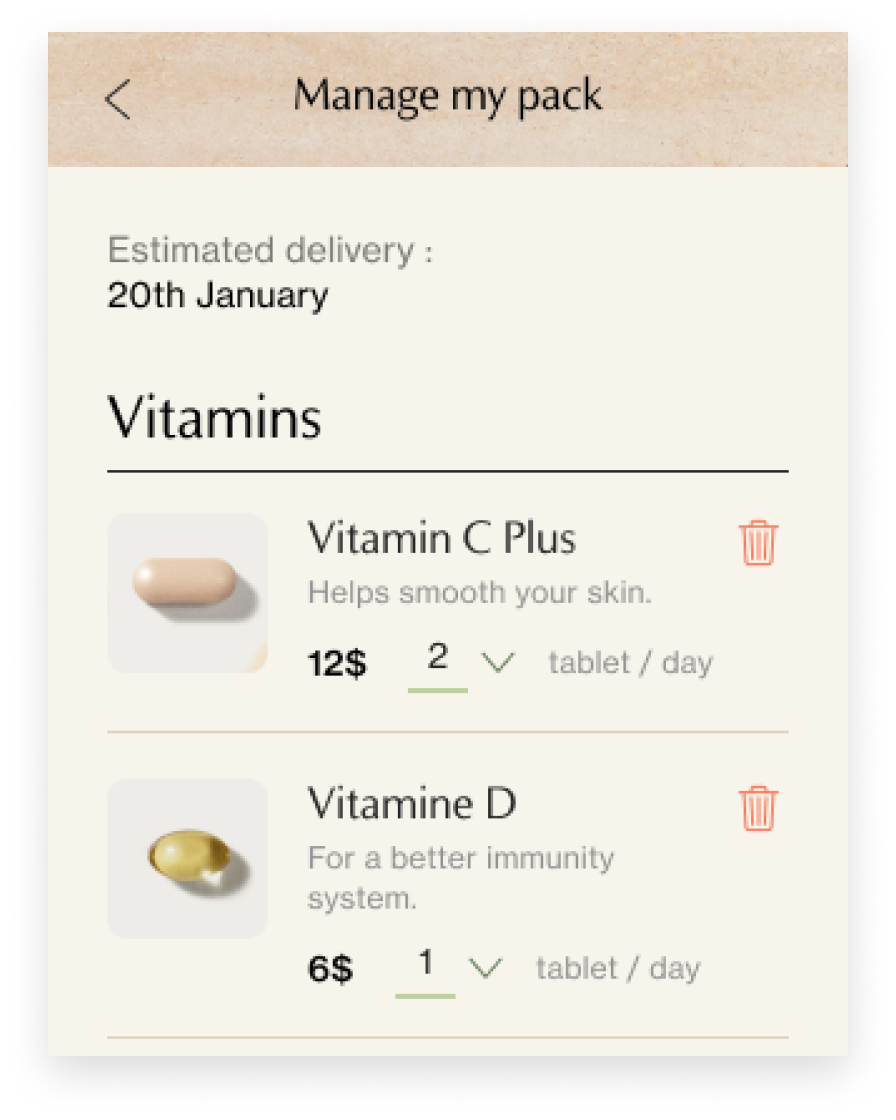 Manage my pack
Estimated delivery :
20th January
Vitamins
Vitamin C Plus
Helps smooth your skin.
12$ 2 tablet / day
Vitamine D
For a better immunity
system.
6$ 1 tablet / day